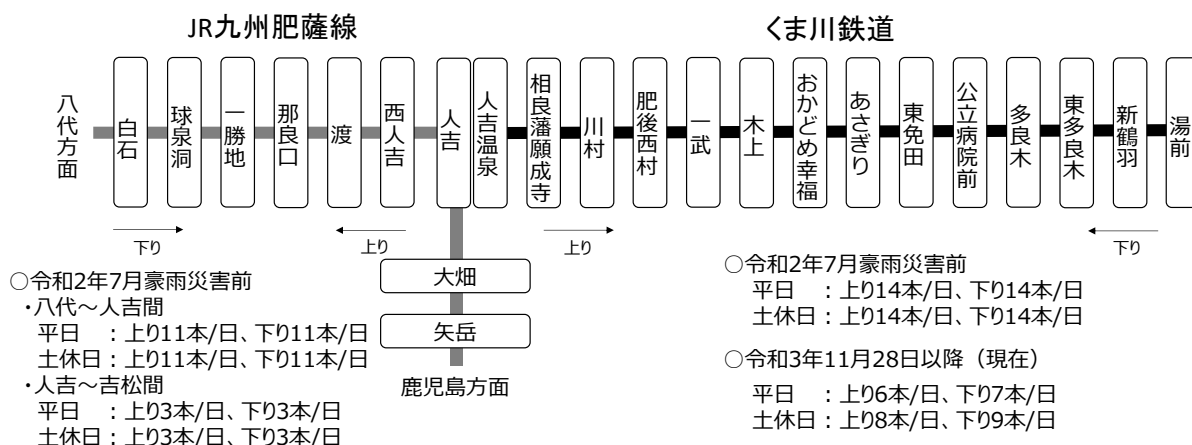 JR九州肥薩線
くま川鉄道
八代方面
白石
球泉洞
一勝地
那良口
渡
西人吉
人吉
人吉温泉
相良藩願成寺
川村
肥後西村
一武
木上
おかどめ幸福
あさぎり
東免田
公立病院前
多良木
東多良木
新鶴羽
湯前
下り
上り
上り
下り
大畑
矢岳
鹿児島方面
○令和2年7月豪雨災害前
・八代~人吉間
平日 :上り11本/日、下り11本/日
土休日:上り11本/日、下り11本/日
・人吉~吉松間
平日 :上り3本/日、下り3本/日
土休日:上り3本/日、下り3本/日
○令和2年7月豪雨災害前
平日 :上り14本/日、下り14本/日
土休日:上り14本/日、下り14本/日
○令和3年11月28日以降(現在)
平日 :上り6本/日、下り7本/日
土休日:上り8本/日、下り9本/日